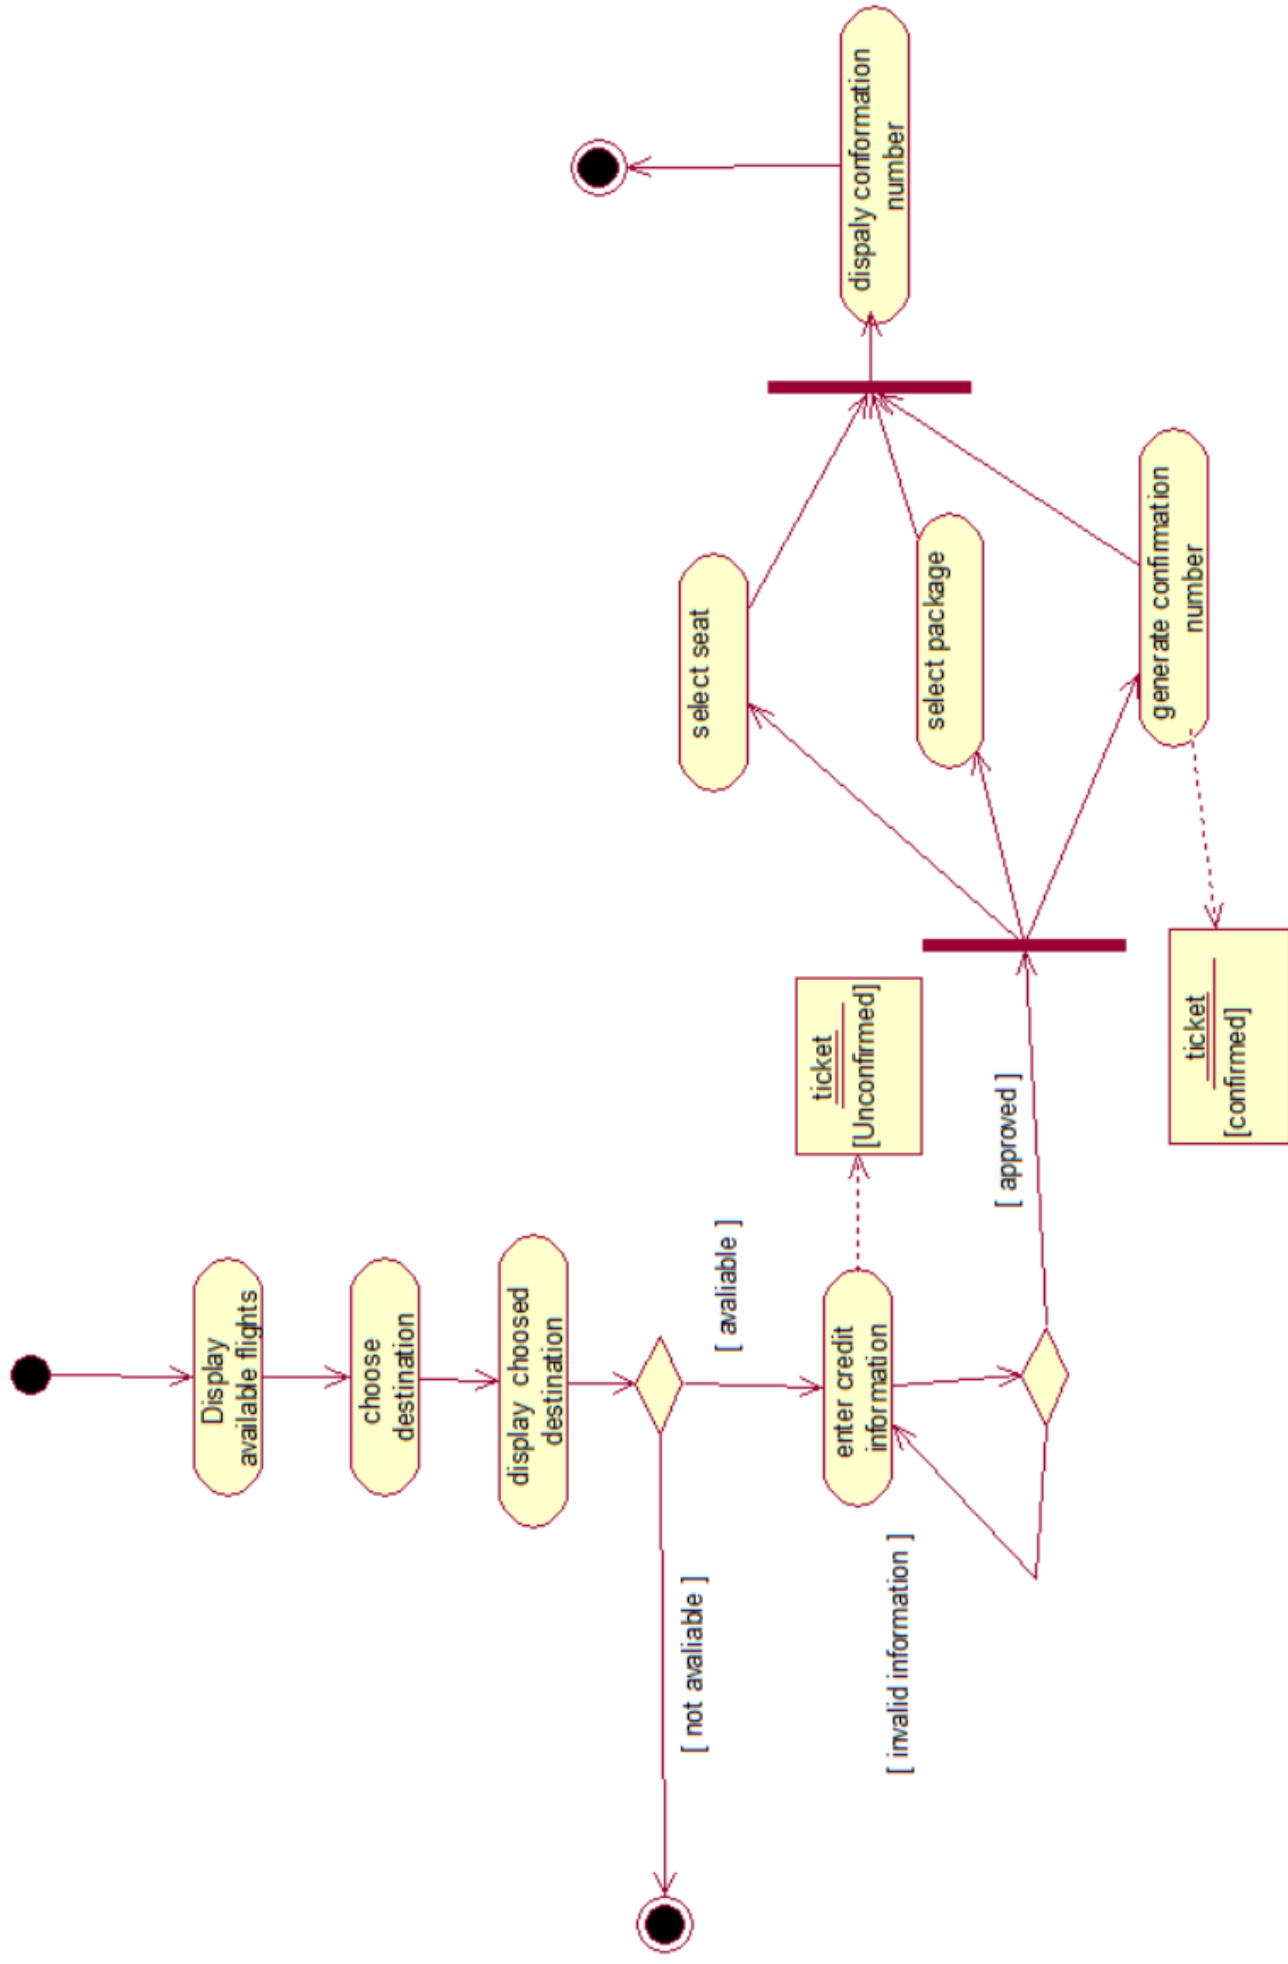 Display
available flights
choose
destination
display choosed
destination
[ not avaliable ]
[ avaliable ]
enter credit
information
[ invalid information ]
ticket
[Unconfirmed]
[ approved ]
select seat
select package
generate confirmation
number
ticket
[confirmed]
dispaly conformation
number